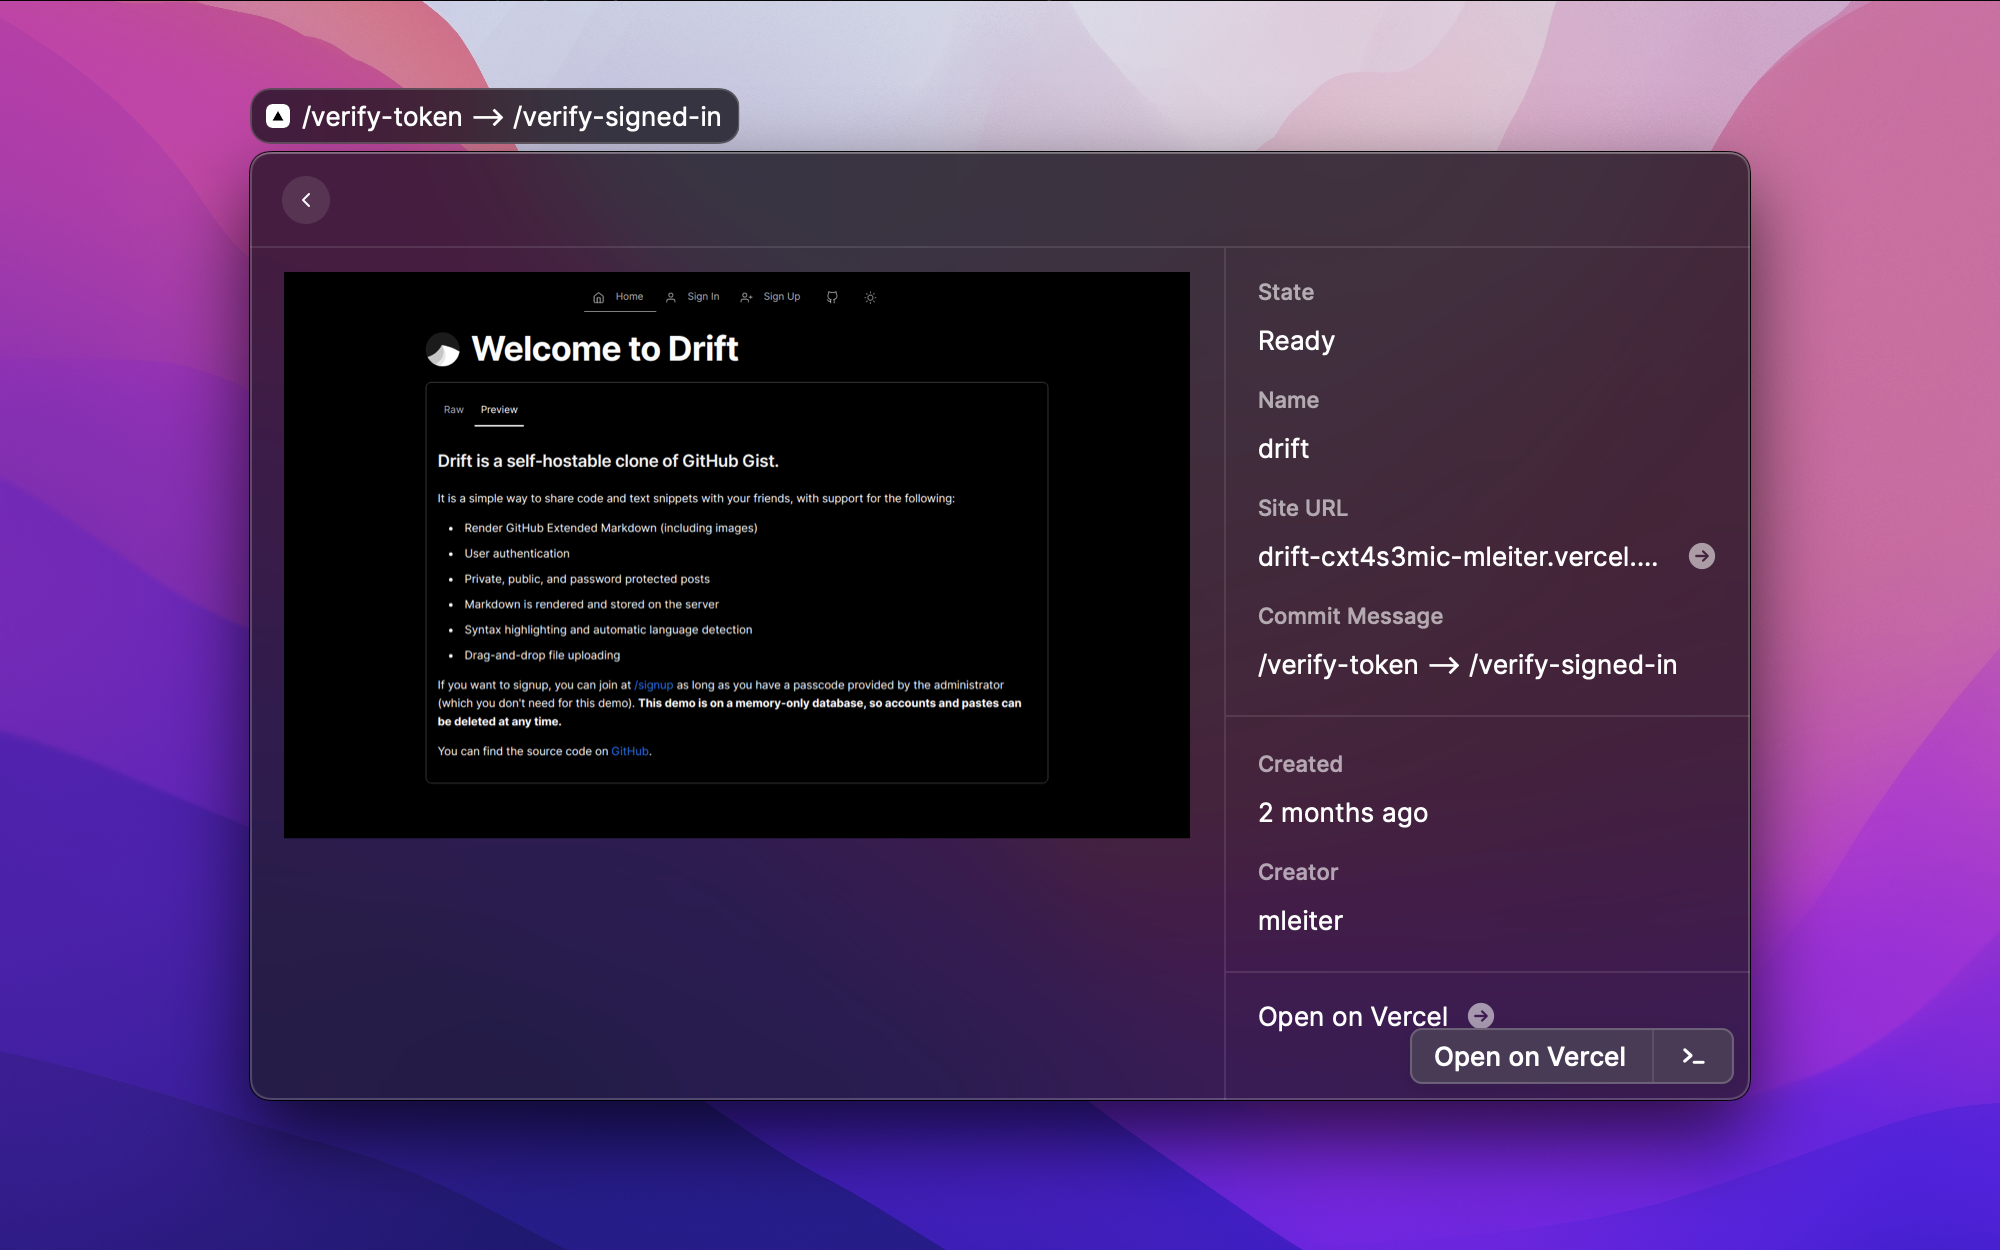 /verify-token → /verify-signed-in
Home Sign In Sign Up
Welcome to Drift
Raw Preview
Drift is a self-hostable clone of GitHub Gist.
It is a simple way to share code and text snippets with your friends, with support for the following:
• Render GitHub Extended Markdown (including images)
• User authentication
• Private, public, and password protected posts
• Markdown is rendered and stored on the server
• Syntax highlighting and automatic language detection
• Drag-and-drop file uploading
If you want to signup, you can join at /signup as long as you have a passcode provided by the administrator
(which you don't need for this demo). This demo is on a memory-only database, so accounts and pastes can
be deleted at any time.
You can find the source code on GitHub.
State
Ready
Name
drift
Site URL
drift-cxt4s3mic-mleiter.vercel....
Commit Message
/verify-token → /verify-signed-in
Created
2 months ago
Creator
mleiter
Open on Vercel
Open on Vercel